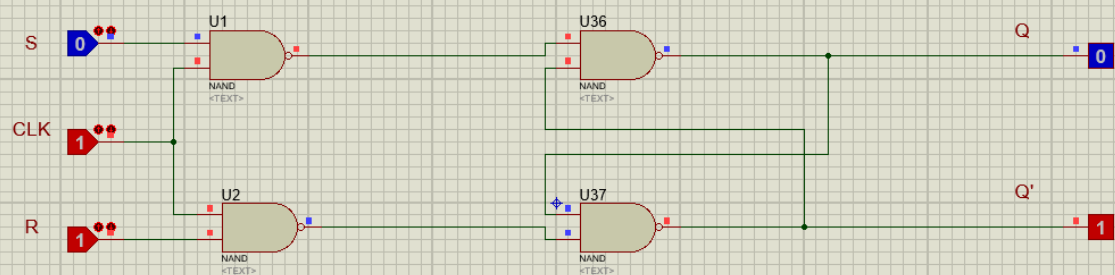 U1
U36
Q
S
0
0
NAND
<TEXT>
NAND
<TEXT>
CLK
1
U2
U37
Q'
R
1
1
NAND
<TEXT>
NAND
<TEXT>